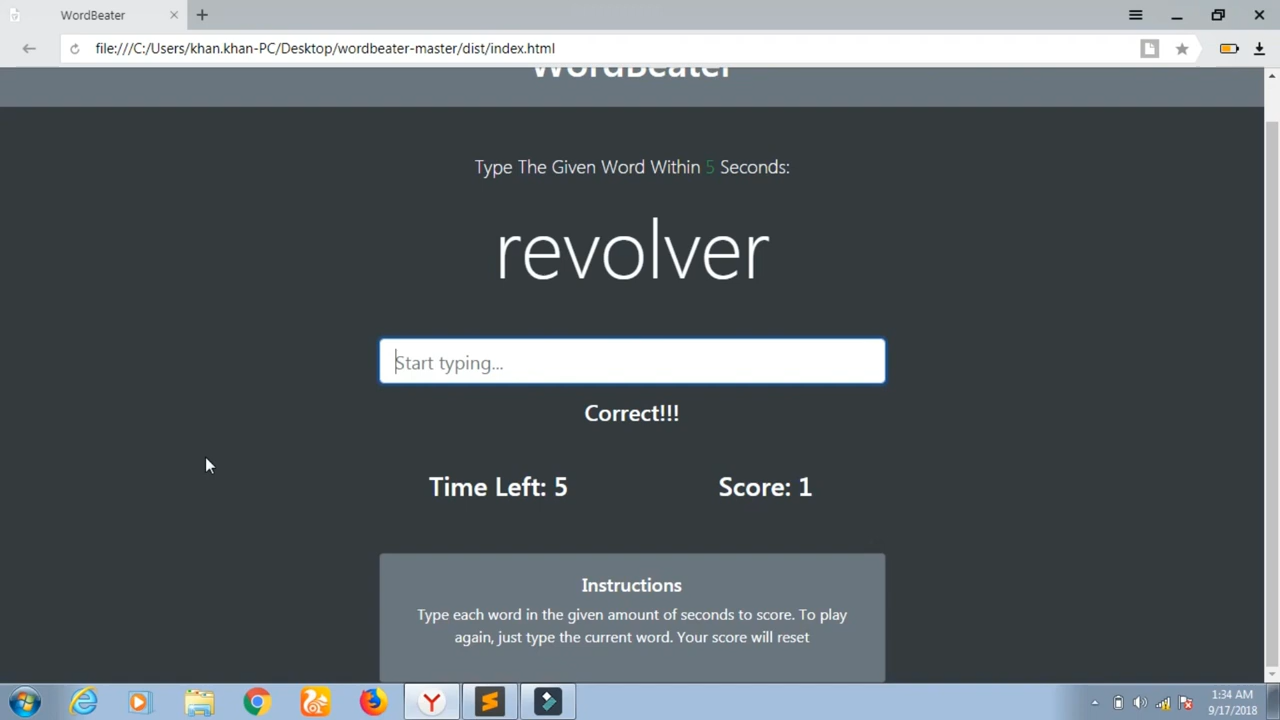 WordBeater
file:///C:/Users/khan.khan-PC/Desktop/wordbeater-master/dist/index.html
WordBeater
Type The Given Word Within 5 Seconds:
revolver
Start typing...
Correct!!!
Time Left: 5 Score: 1
Instructions
Type each word in the given amount of seconds to score. To play
again, just type the current word. Your score will reset
1:34 AM
9/17/2018